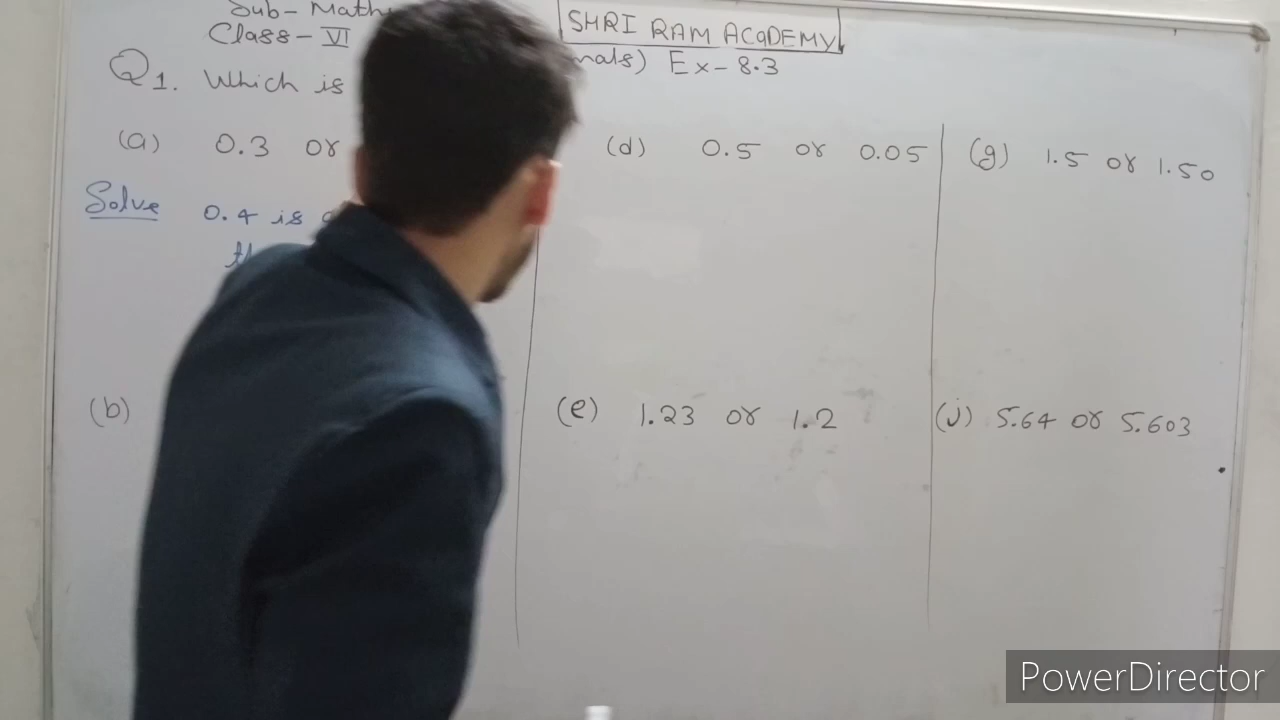 Sub- Maths
Class- VI
SHRI RAM ACADEMY
Ex- 8.3
Q1. Which is
(a) 0.3 or
Solve 0.4 is
(b)
(d) 0.5 or 0.05
(e) 1.23 or 1.2
(g) 1.5 or 1.50
(j) 5.64 or 5.603
PowerDirector